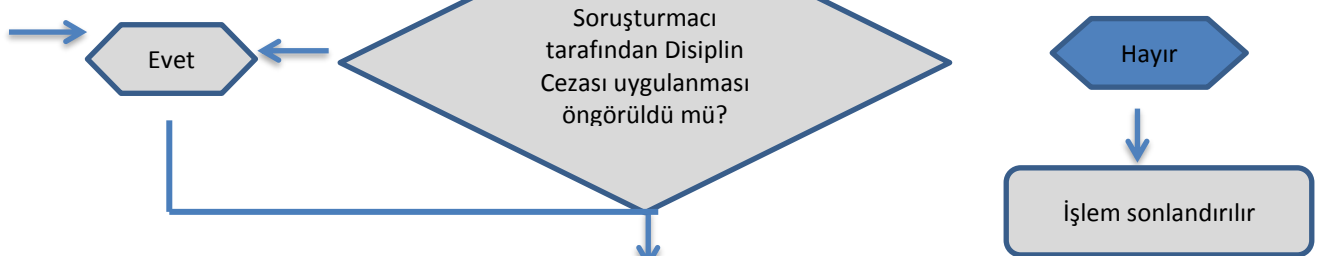 Soruşturmacı
tarafından Disiplin
Cezası uygulanması
öngörüldü mü?
Evet
Hayır
İşlem sonlandırılır